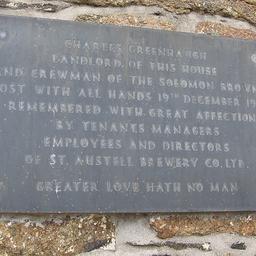 CHARLES GREENHAUGH
LANDLORD OF THIS HOUSE
AND CREWMAN OF THE SOLOMON BROWNE
LOST WITH ALL HANDS 19TH DECEMBER 19
REMEMBERED WITH GREAT AFFECTION
BY TENANTS MANAGERS
EMPLOYEES AND DIRECTORS
OF ST. AUSTELL BREWERY CO. LTD.
GREATER LOVE HATH NO MAN